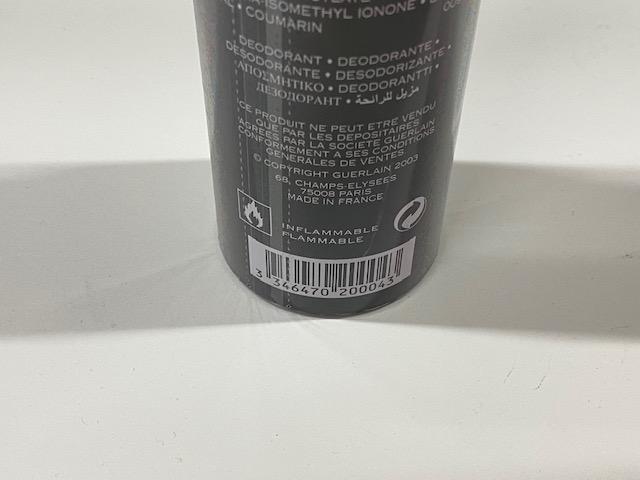 -ISOMETHYL IONONE •
• COUMARIN
DEODORANT • DEODORANTE •
DESODORANTE • DESODORIZANTE •
ΑΠΟΣΜΗΤΙΚΟ • DEODORANTTI •
ДЕЗОДОРАНТ • مزيل للرائحة
CE PRODUIT NE PEUT ETRE VENDU
QUE PAR LES DEPOSITAIRES
AGREES PAR LA SOCIETE GUERLAIN
CONFORMEMENT A SES CONDITIONS
GENERALES DE VENTES
© COPYRIGHT GUERLAIN 2003
68, CHAMPS-ELYSEES
75008 PARIS
MADE IN FRANCE
INFLAMMABLE
FLAMMABLE
3 346470 200043